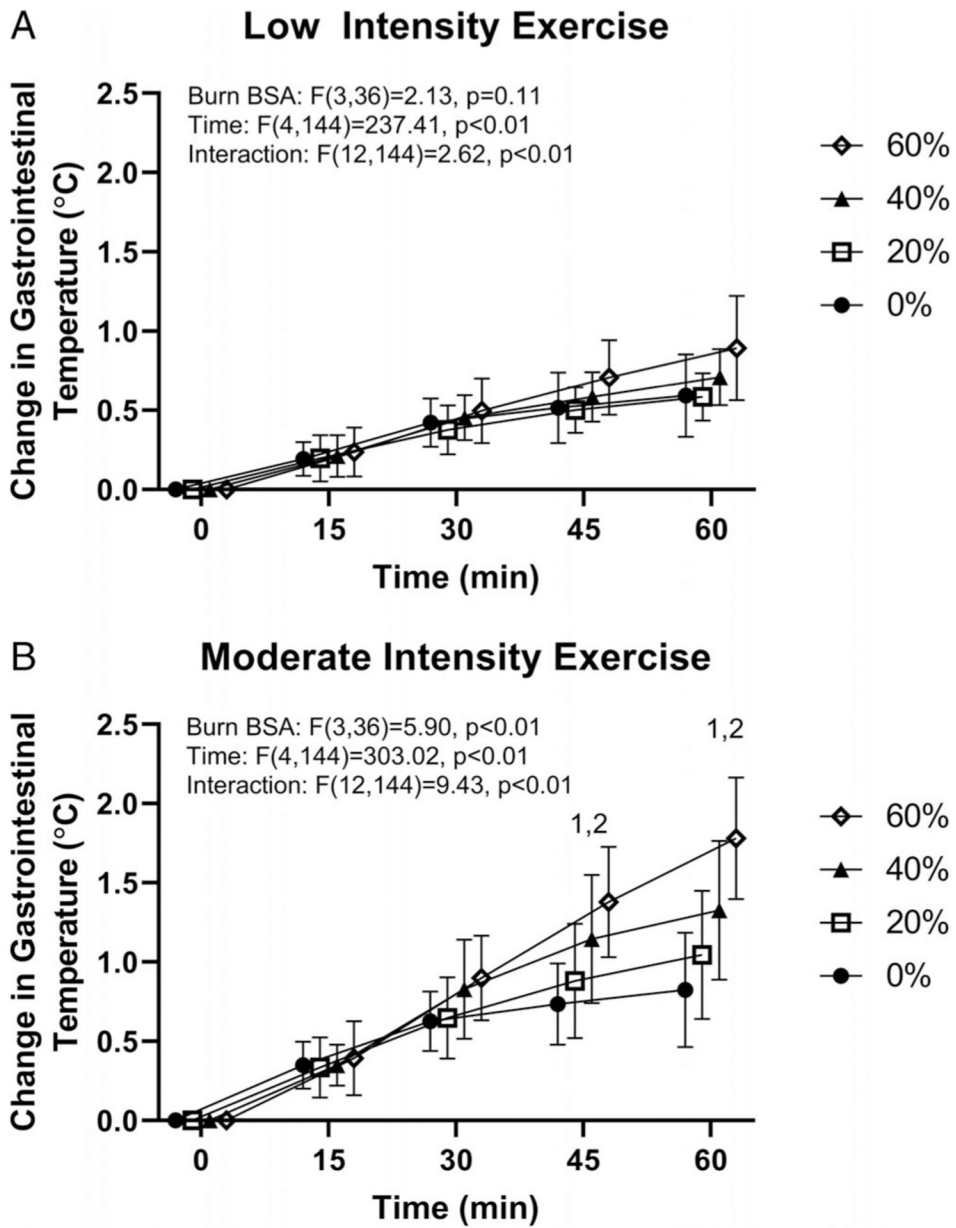 A
Low Intensity Exercise
Change in Gastrointestinal
Temperature (°C)
2.5
2.0
1.5
1.0
0.5
0.0
Burn BSA: F(3,36)=2.13, p=0.11
Time: F(4,144)=237.41, p<0.01
Interaction: F(12,144)=2.62, p<0.01
60%
40%
20%
0%
0 15 30 45 60
Time (min)
B
Moderate Intensity Exercise
Change in Gastrointestinal
Temperature (°C)
2.5
2.0
1.5
1.0
0.5
0.0
Burn BSA: F(3,36)=5.90, p<0.01
Time: F(4,144)=303.02, p<0.01
Interaction: F(12,144)=9.43, p<0.01
1,2
1,2
60%
40%
20%
0%
0 15 30 45 60
Time (min)